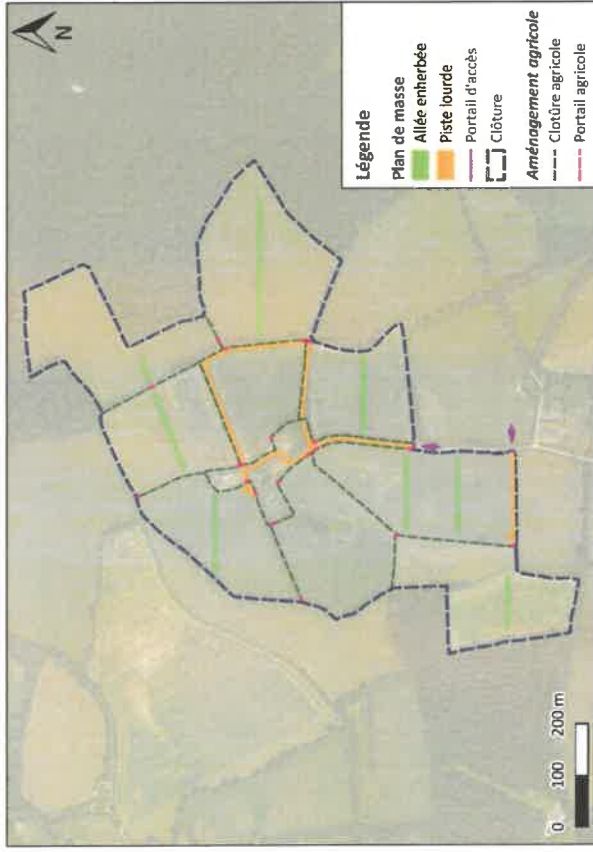 N
Légende
Plan de masse
Allée enherbée
Piste lourde
Portail d'accès
Clôture
Aménagement agricole
Clotûre agricole
Portail agricole
0 100 200 m